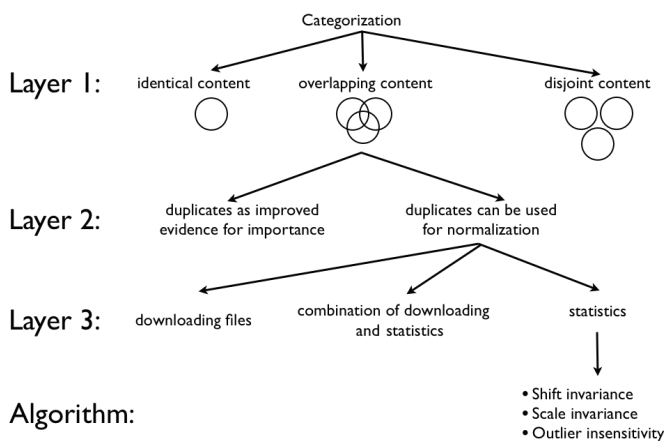 Categorization
Layer 1:
identical content
overlapping content
disjoint content
Layer 2:
duplicates as improved
evidence for importance
duplicates can be used
for normalization
Layer 3:
downloading files
combination of downloading
and statistics
statistics
Algorithm:
• Shift invariance
• Scale invariance
• Outlier insensitivity